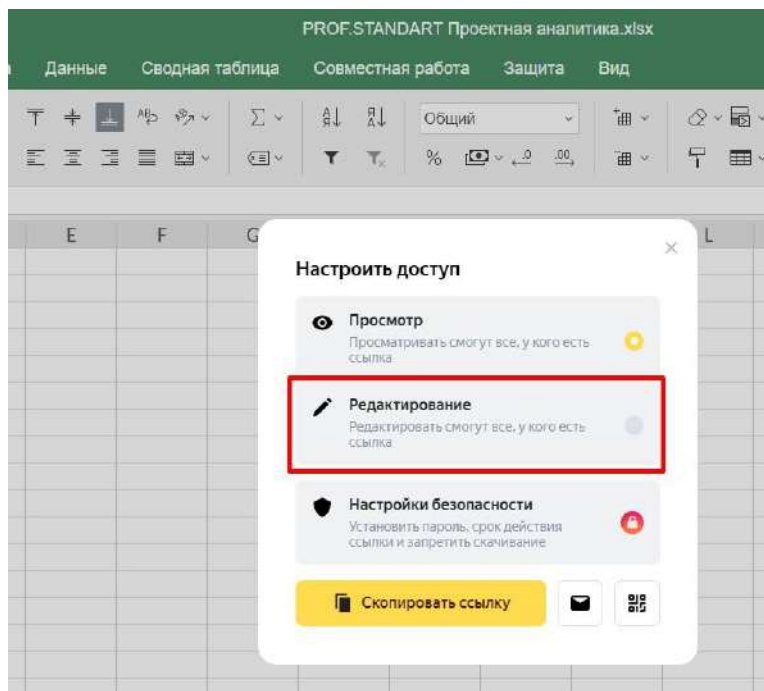 PROF.STANDART Проектная аналитика.xlsx
Данные Сводная таблица Совместная работа Защита Вид
Общий
E F G L
Настроить доступ
Просмотр
Просматривать смогут все, у кого есть
ссылка
Редактирование
Редактировать смогут все, у кого есть
ссылка
Настройки безопасности
Установить пароль, срок действия
ссылки и запретить скачивание
Скопировать ссылку